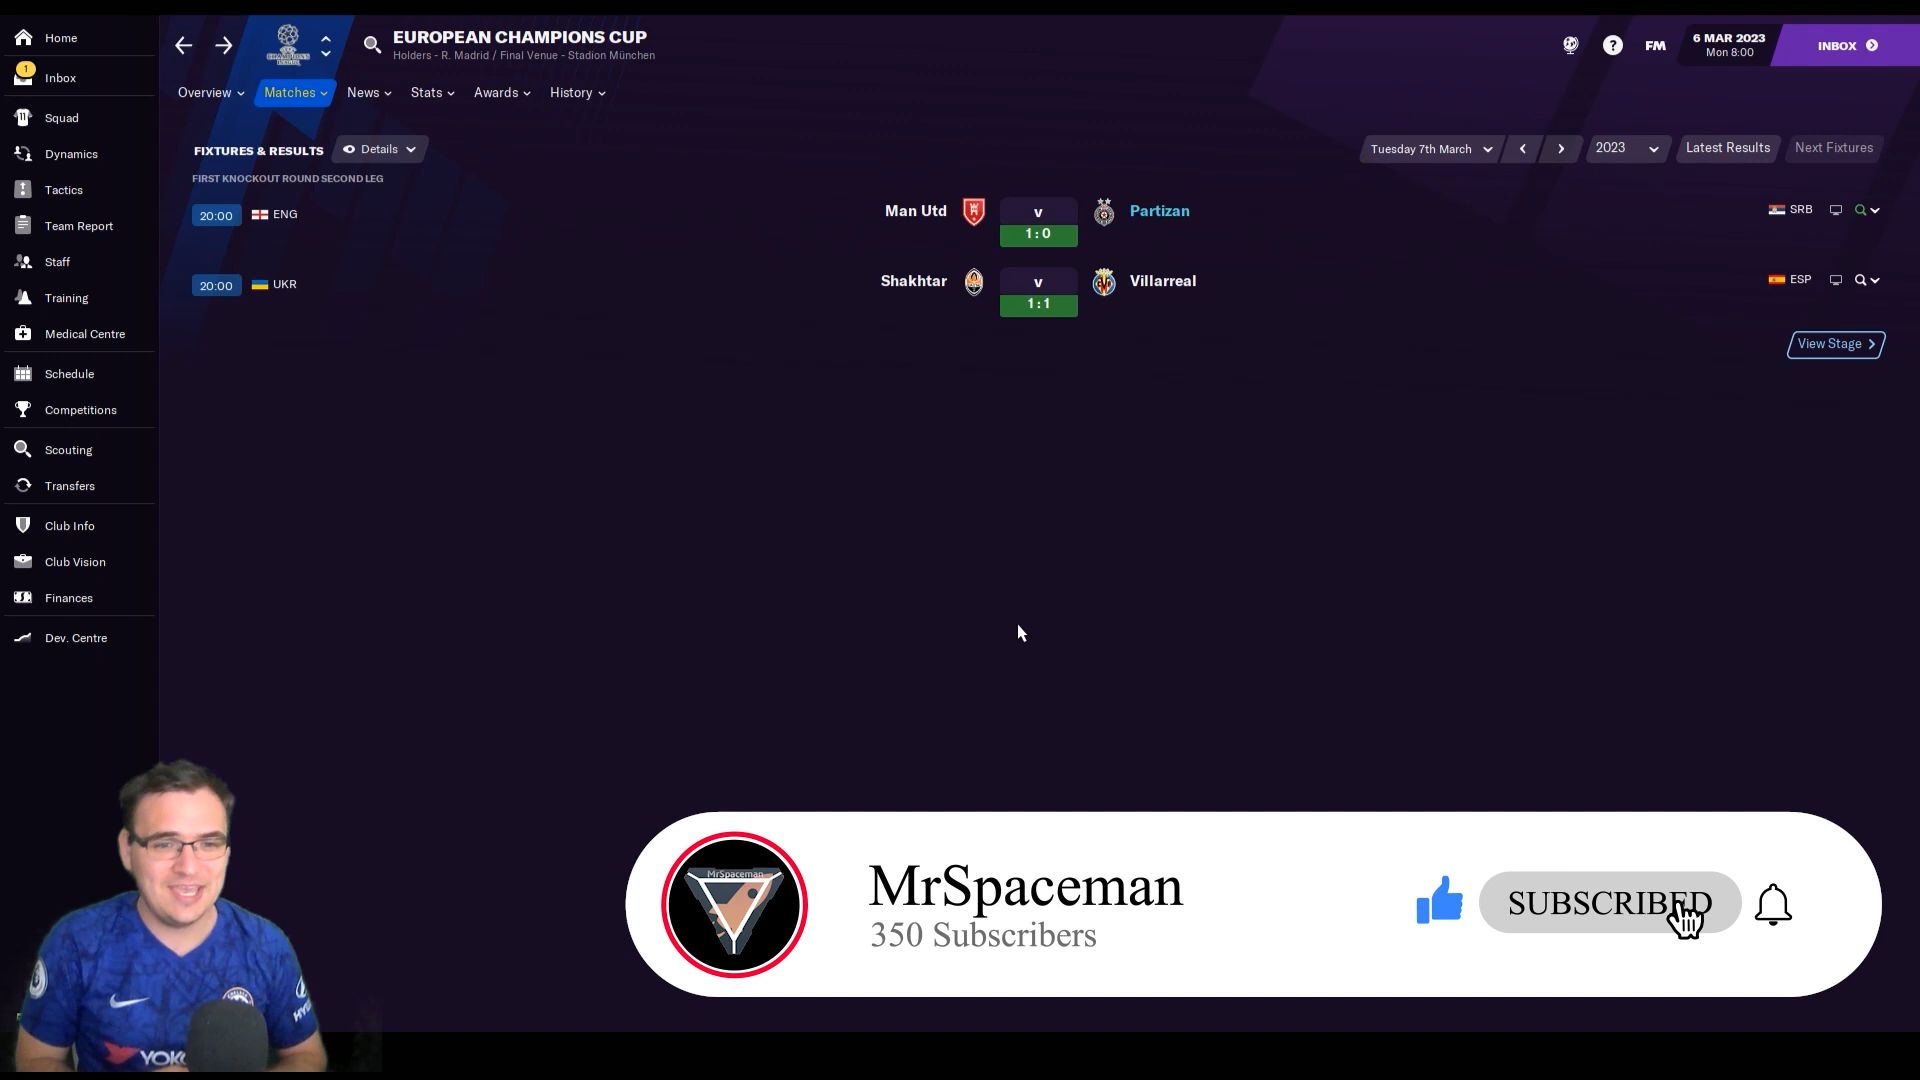 Home
Inbox
1
Squad
Dynamics
Tactics
Team Report
Staff
Training
Medical Centre
Schedule
Competitions
Scouting
Transfers
Club Info
Club Vision
Finances
Dev. Centre
EUROPEAN CHAMPIONS CUP
Holders - R. Madrid / Final Venue - Stadion München
FM
6 MAR 2023
Mon 8:00
INBOX
Overview
Matches
News
Stats
Awards
History
FIXTURES & RESULTS
Details
Tuesday 7th March
2023
Latest Results
Next Fixtures
FIRST KNOCKOUT ROUND SECOND LEG
20:00 ENG Man Utd v Partizan SRB
1 : 0
20:00 UKR Shakhtar v Villarreal ESP
1 : 1
View Stage
MrSpaceman
MrSpaceman
350 Subscribers
SUBSCRIBED